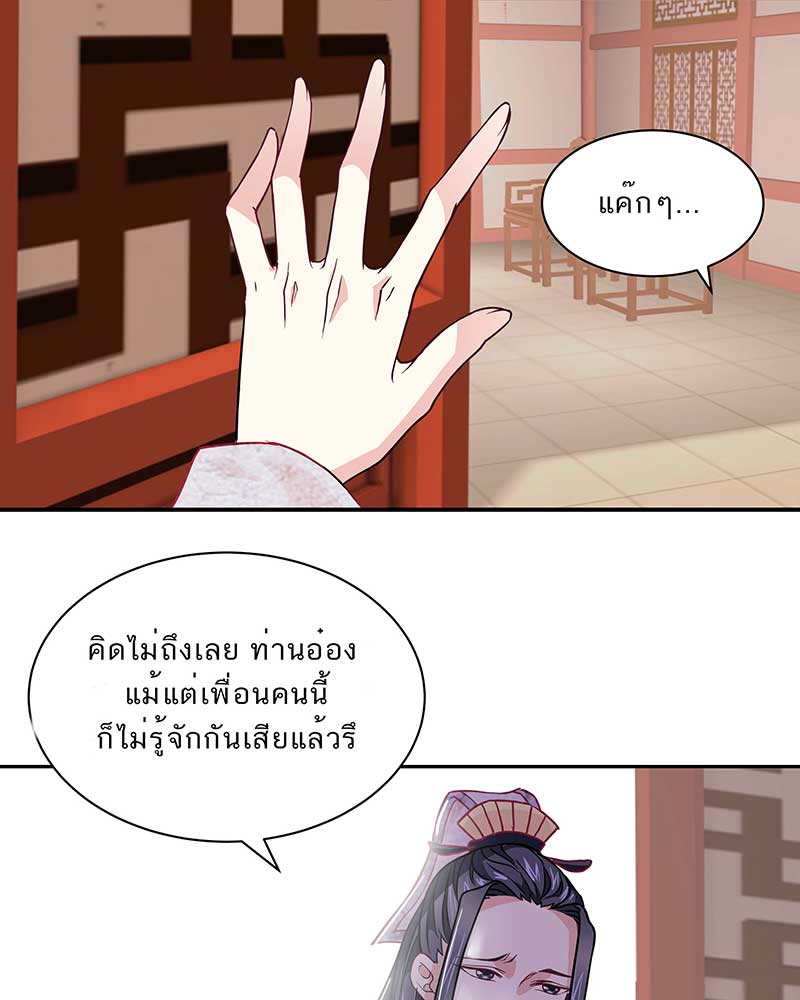 แค๊กๆ...
คิดไม่ถึงเลย ท่านอ๋อง
แม้แต่เพื่อนคนนี้
ก็ไม่รู้จักกันเสียแล้วรึ